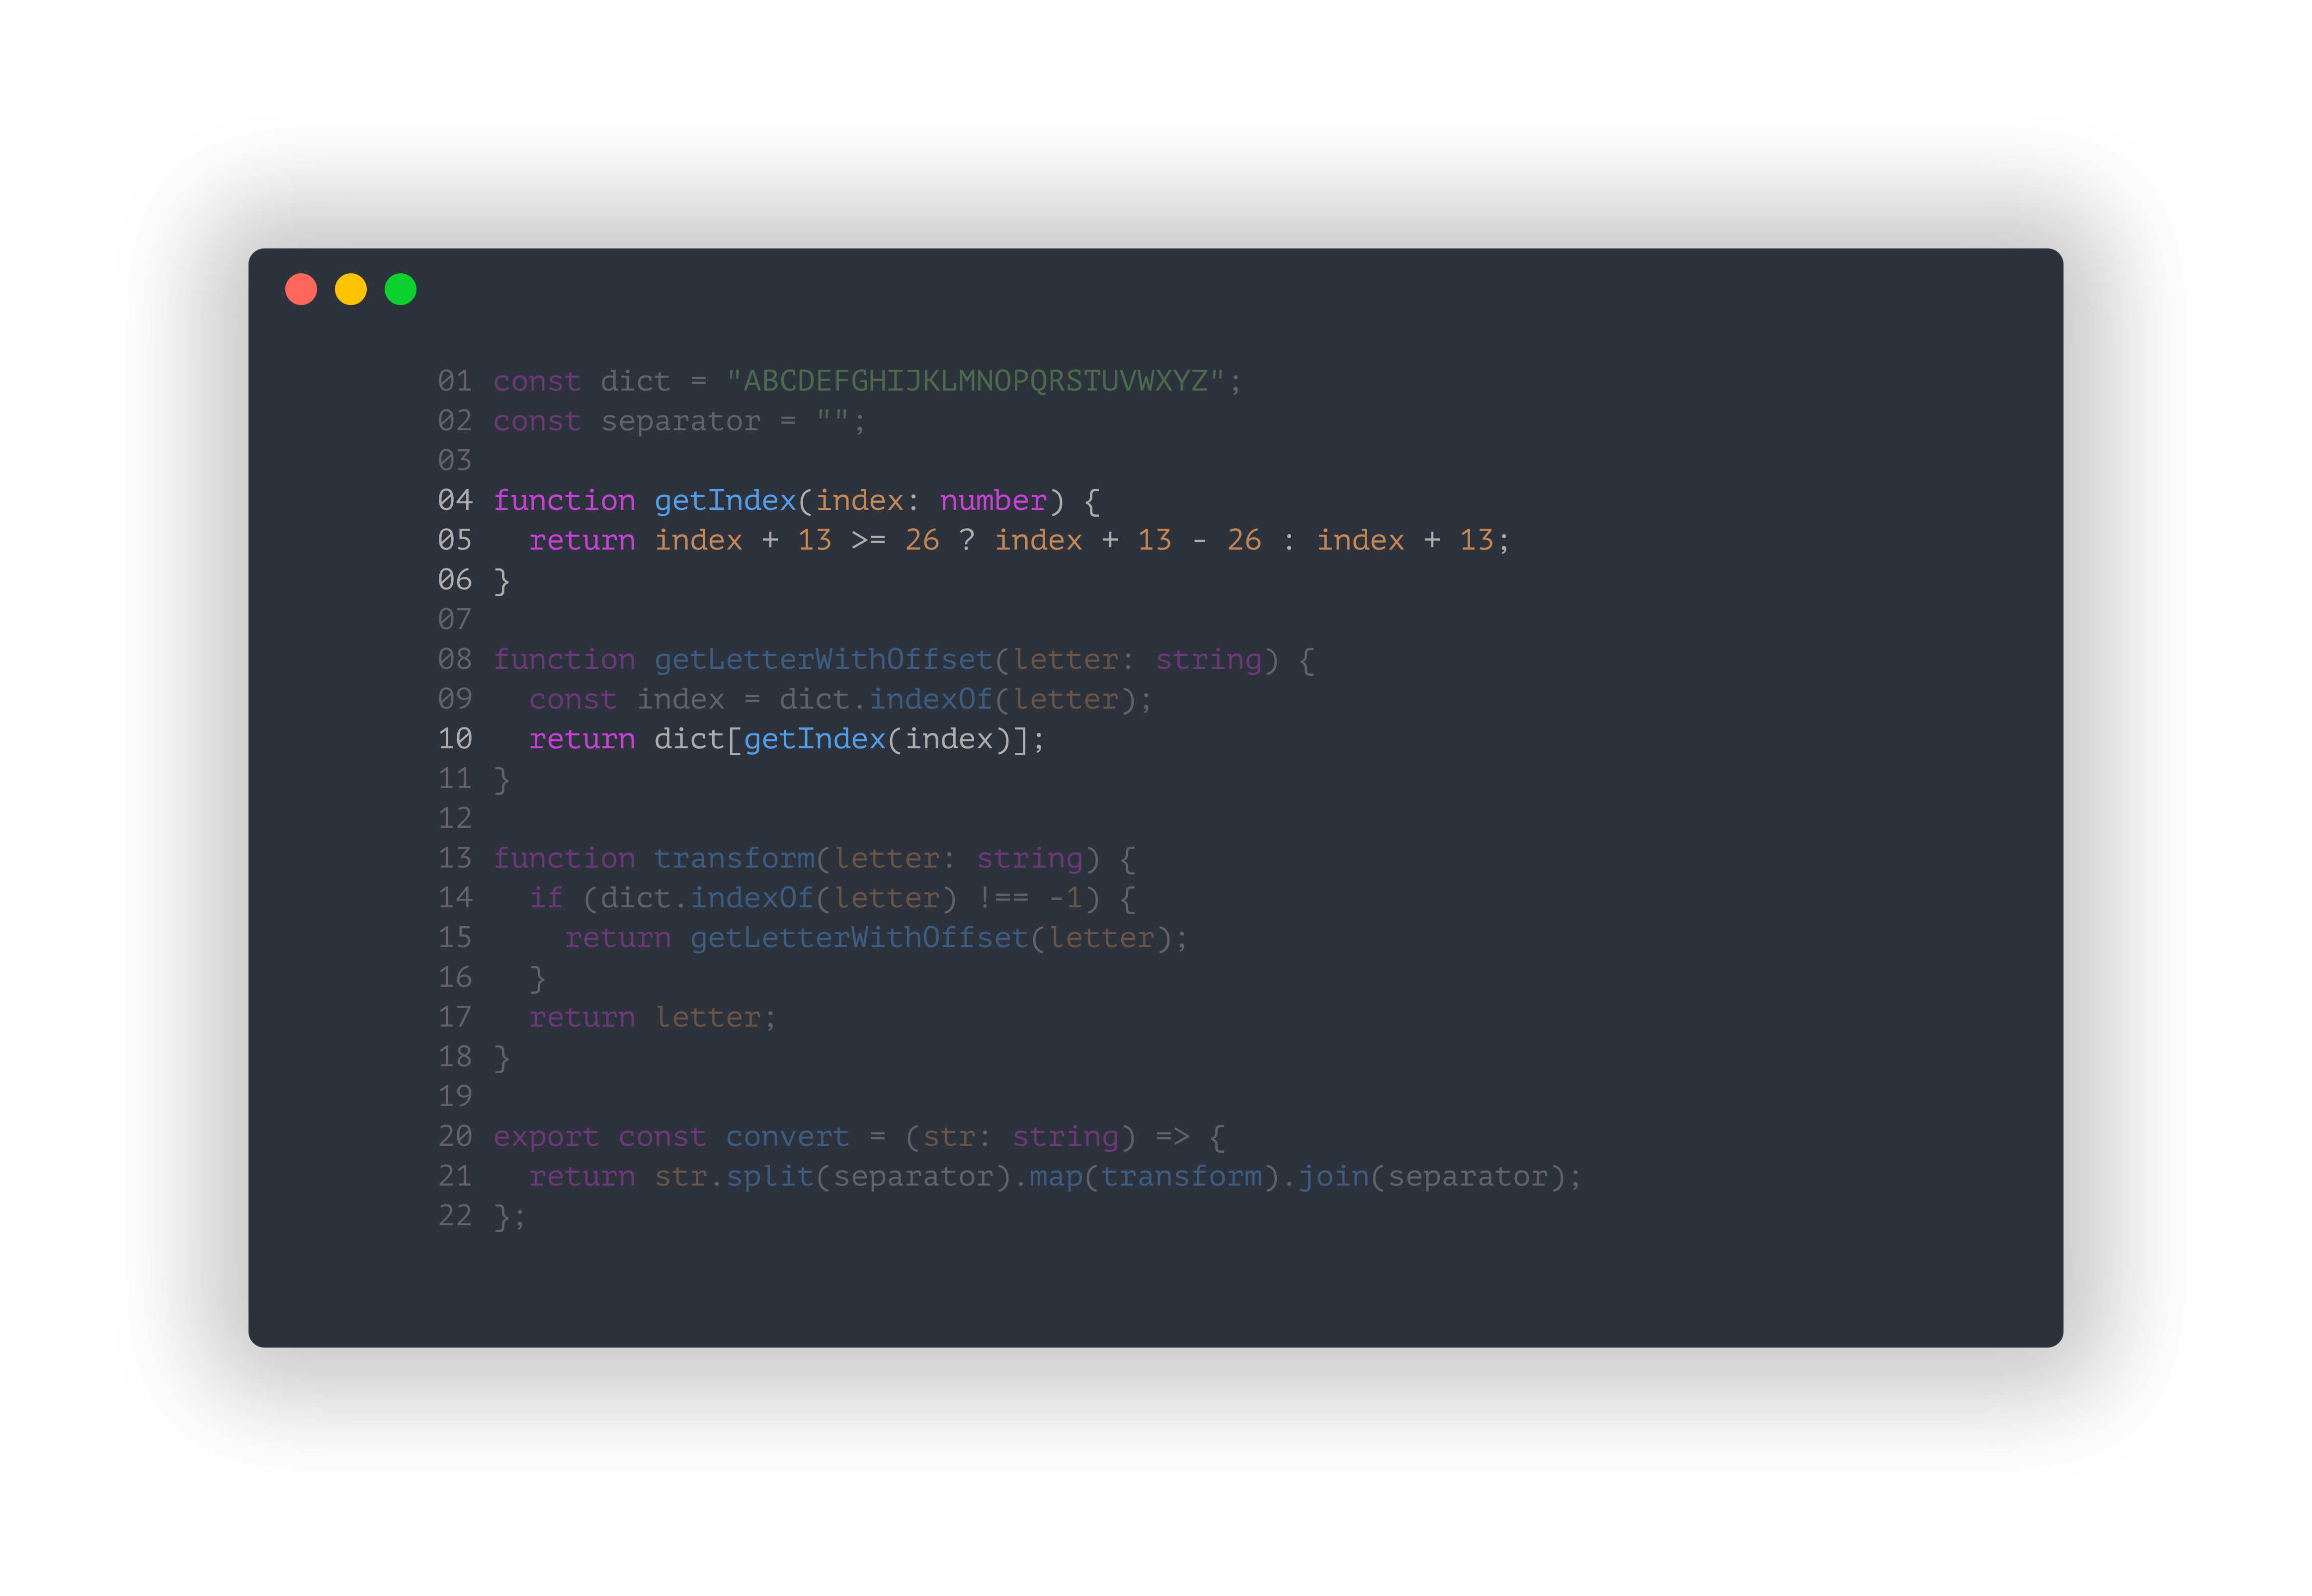 01 const dict = "ABCDEFGHIJKLMNOPQRSTUVWXYZ";
02 const separator = "";
03
04 function getIndex(index: number) {
05   return index + 13 >= 26 ? index + 13 - 26 : index + 13;
06 }
07
08 function getLetterWithOffset(letter: string) {
09   const index = dict.indexOf(letter);
10   return dict[getIndex(index)];
11 }
12
13 function transform(letter: string) {
14   if (dict.indexOf(letter) !== -1) {
15     return getLetterWithOffset(letter);
16   }
17   return letter;
18 }
19
20 export const convert = (str: string) => {
21   return str.split(separator).map(transform).join(separator);
22 };